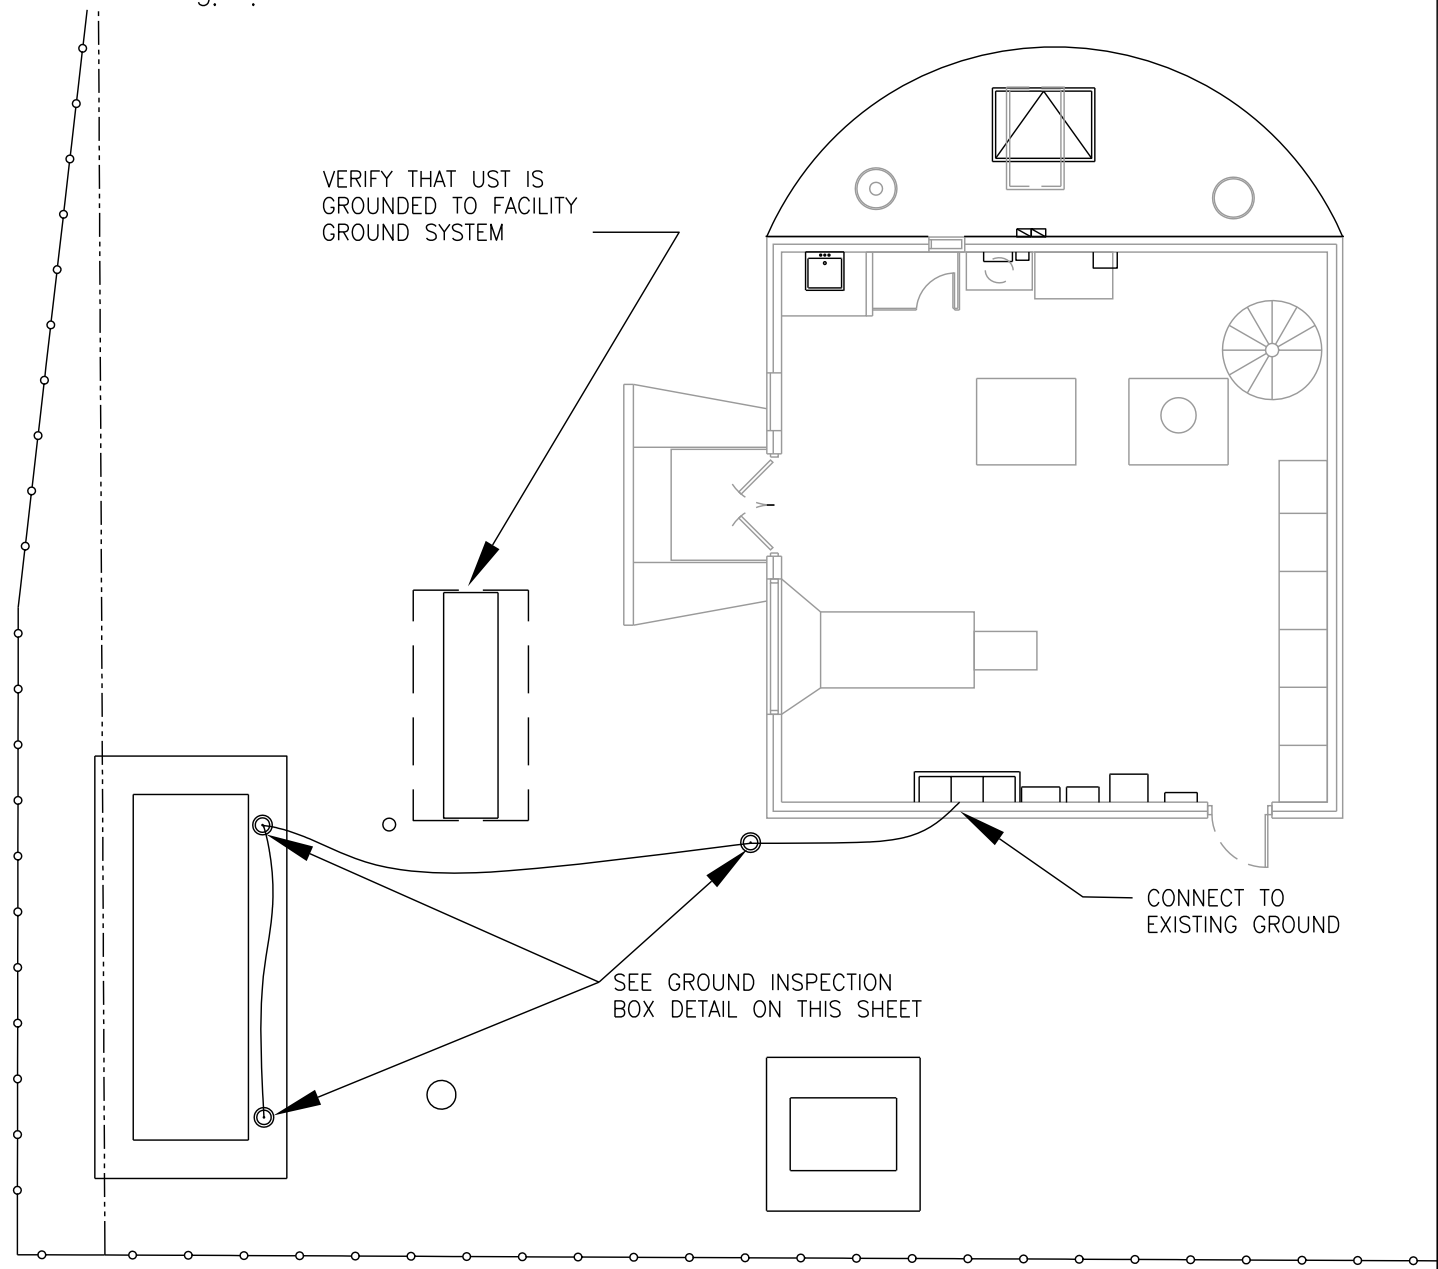 VERIFY THAT UST IS
GROUNDED TO FACILITY
GROUND SYSTEM
CONNECT TO
EXISTING GROUND
SEE GROUND INSPECTION
BOX DETAIL ON THIS SHEET